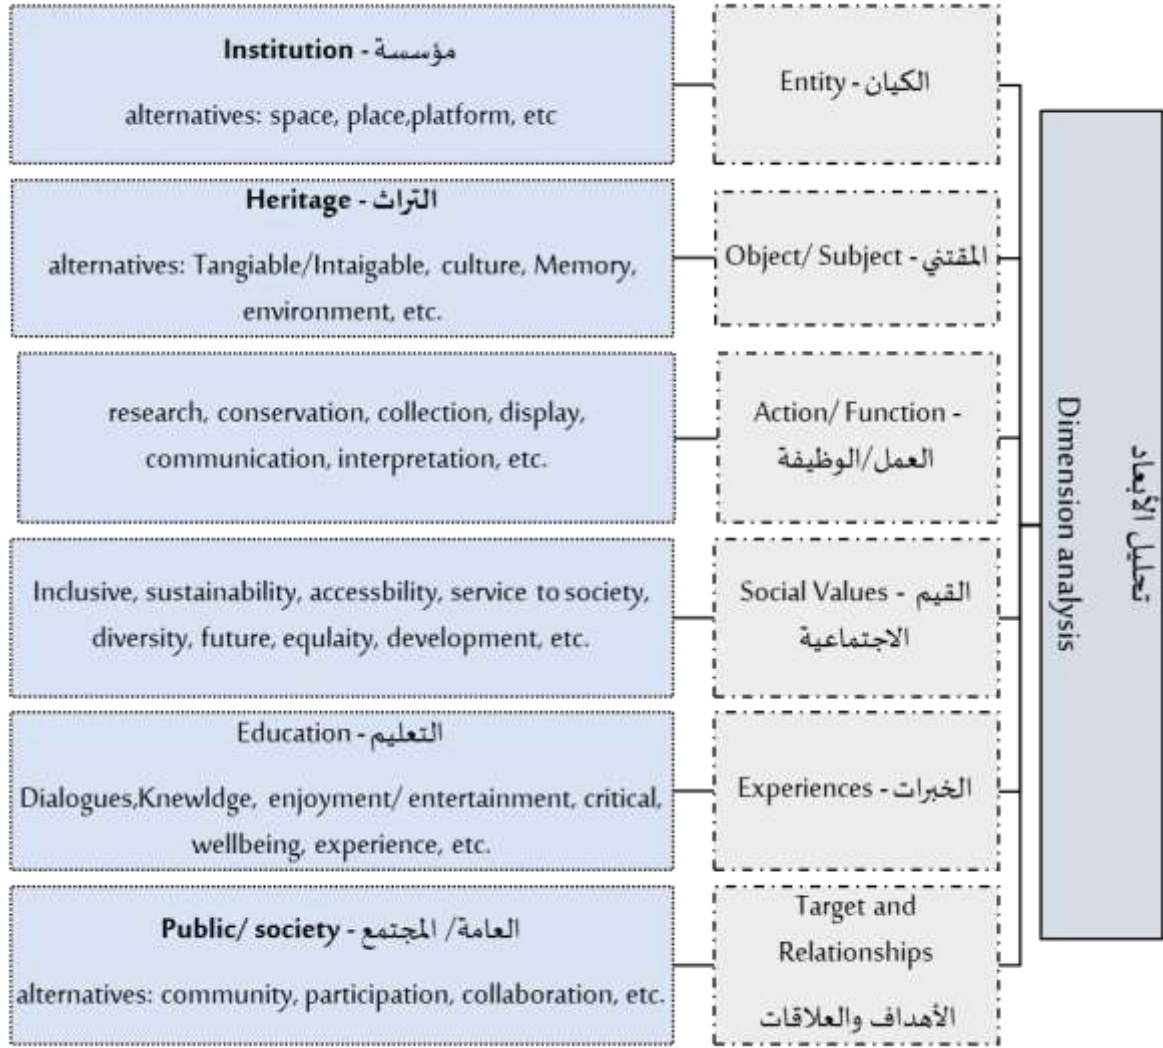 Institution - مؤسسة
alternatives: space, place,platform, etc
Entity - الكيان
Heritage - التراث
alternatives: Tangiable/Intaigable, culture, Memory,
environment, etc.
Object/ Subject - المقتني
research, conservation, collection, display,
communication, interpretation, etc.
Action/ Function -
العمل/الوظيفة
Inclusive, sustainability, accessbility, service to society,
diversity, future, equlaity, development, etc.
Social Values - القيم
الاجتماعية
Education - التعليم
Dialogues,Knewldge, enjoyment/ entertainment, critical,
wellbeing, experience, etc.
Experiences - الخبرات
Public/ society - العامة/ المجتمع
alternatives: community, participation, collaboration, etc.
Target and
Relationships
الأهداف والعلاقات
تحليل الأبعاد
Dimension analysis